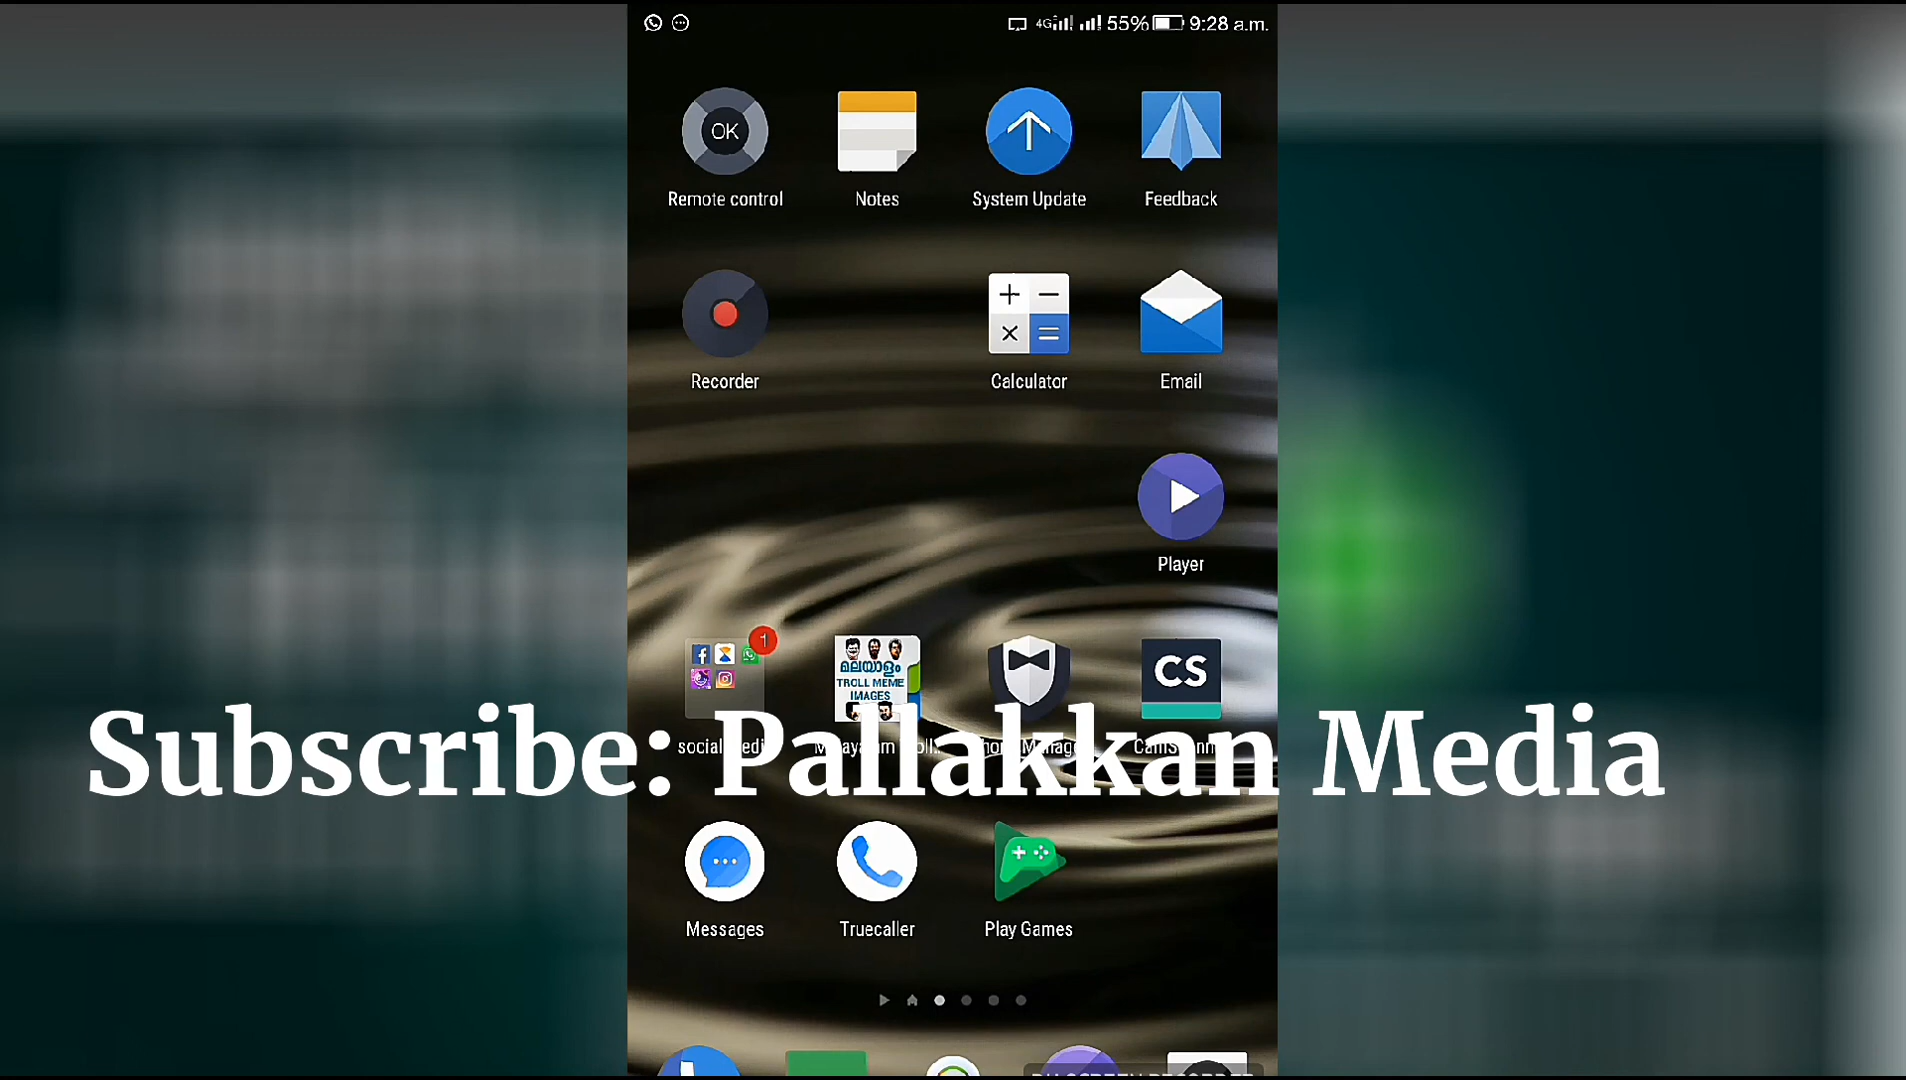 4G 55% 9:28 a.m.
OK
Remote control
Notes
System Update
Feedback
Recorder
Calculator
Email
Player
1
മലയാളം
TROLL MEME
IMAGES
CS
Subscribe: Pallakkan Media
Messages
Truecaller
Play Games